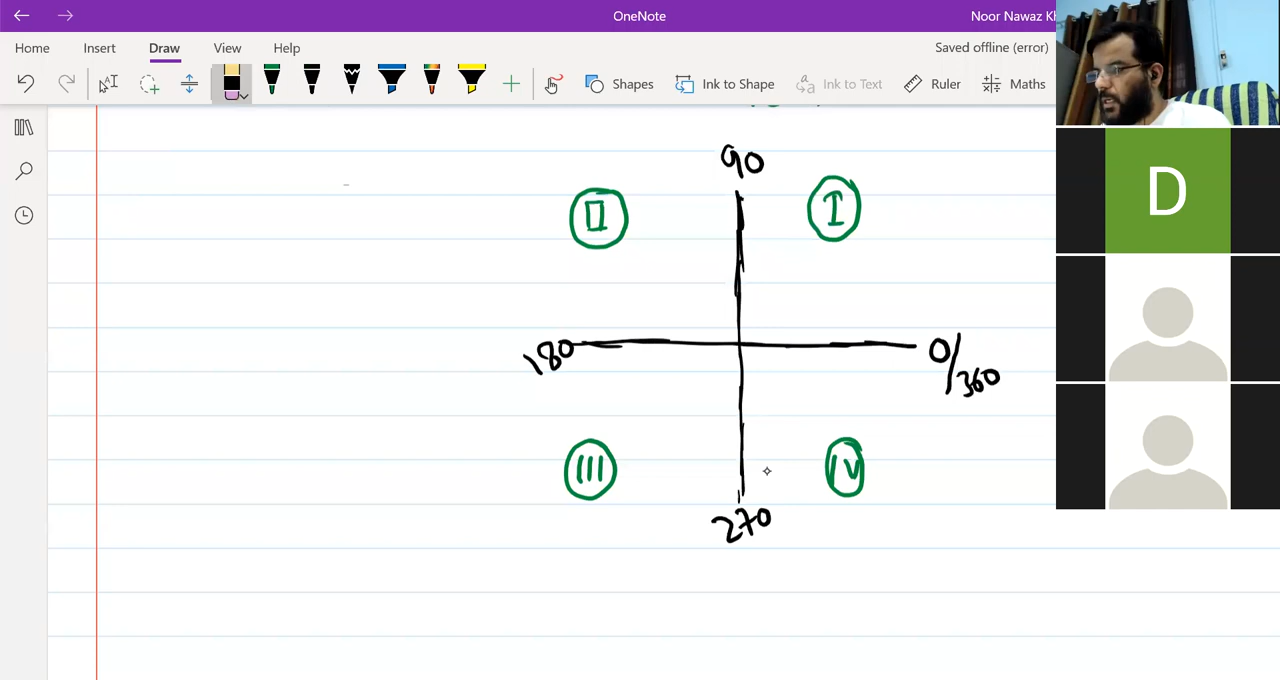 OneNote
Noor Nawaz Kh
Home Insert Draw View Help
Saved offline (error)
Shapes Ink to Shape Ink to Text Ruler Maths
90
II I
180 0/360
III IV
270
D